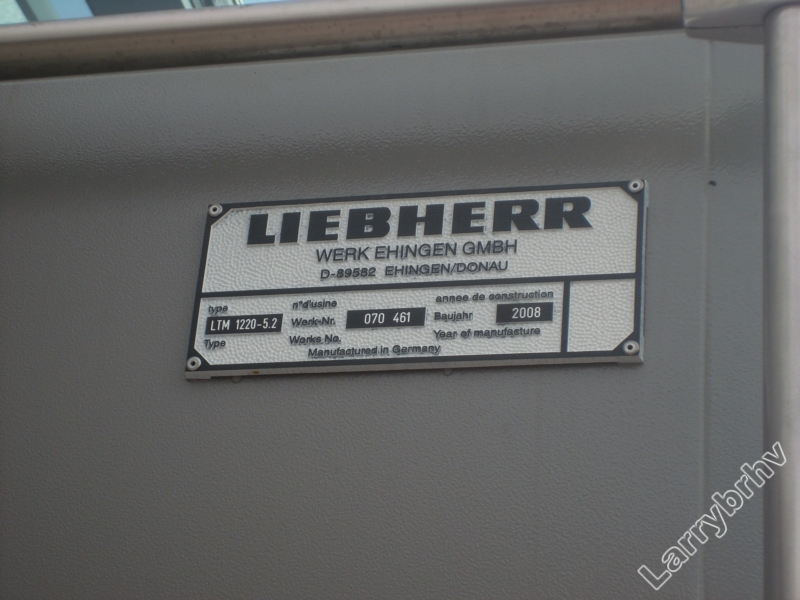 LIEBHERR
WERK EHINGEN GMBH
D-89582 EHINGEN/DONAU
type
LTM 1220-5.2
Type
n°d'usine
Werk-Nr. 070 461
Works No.
annee de construction
Baujahr 2008
Year of manufacture
Manufactured in Germany
Larrybrhv